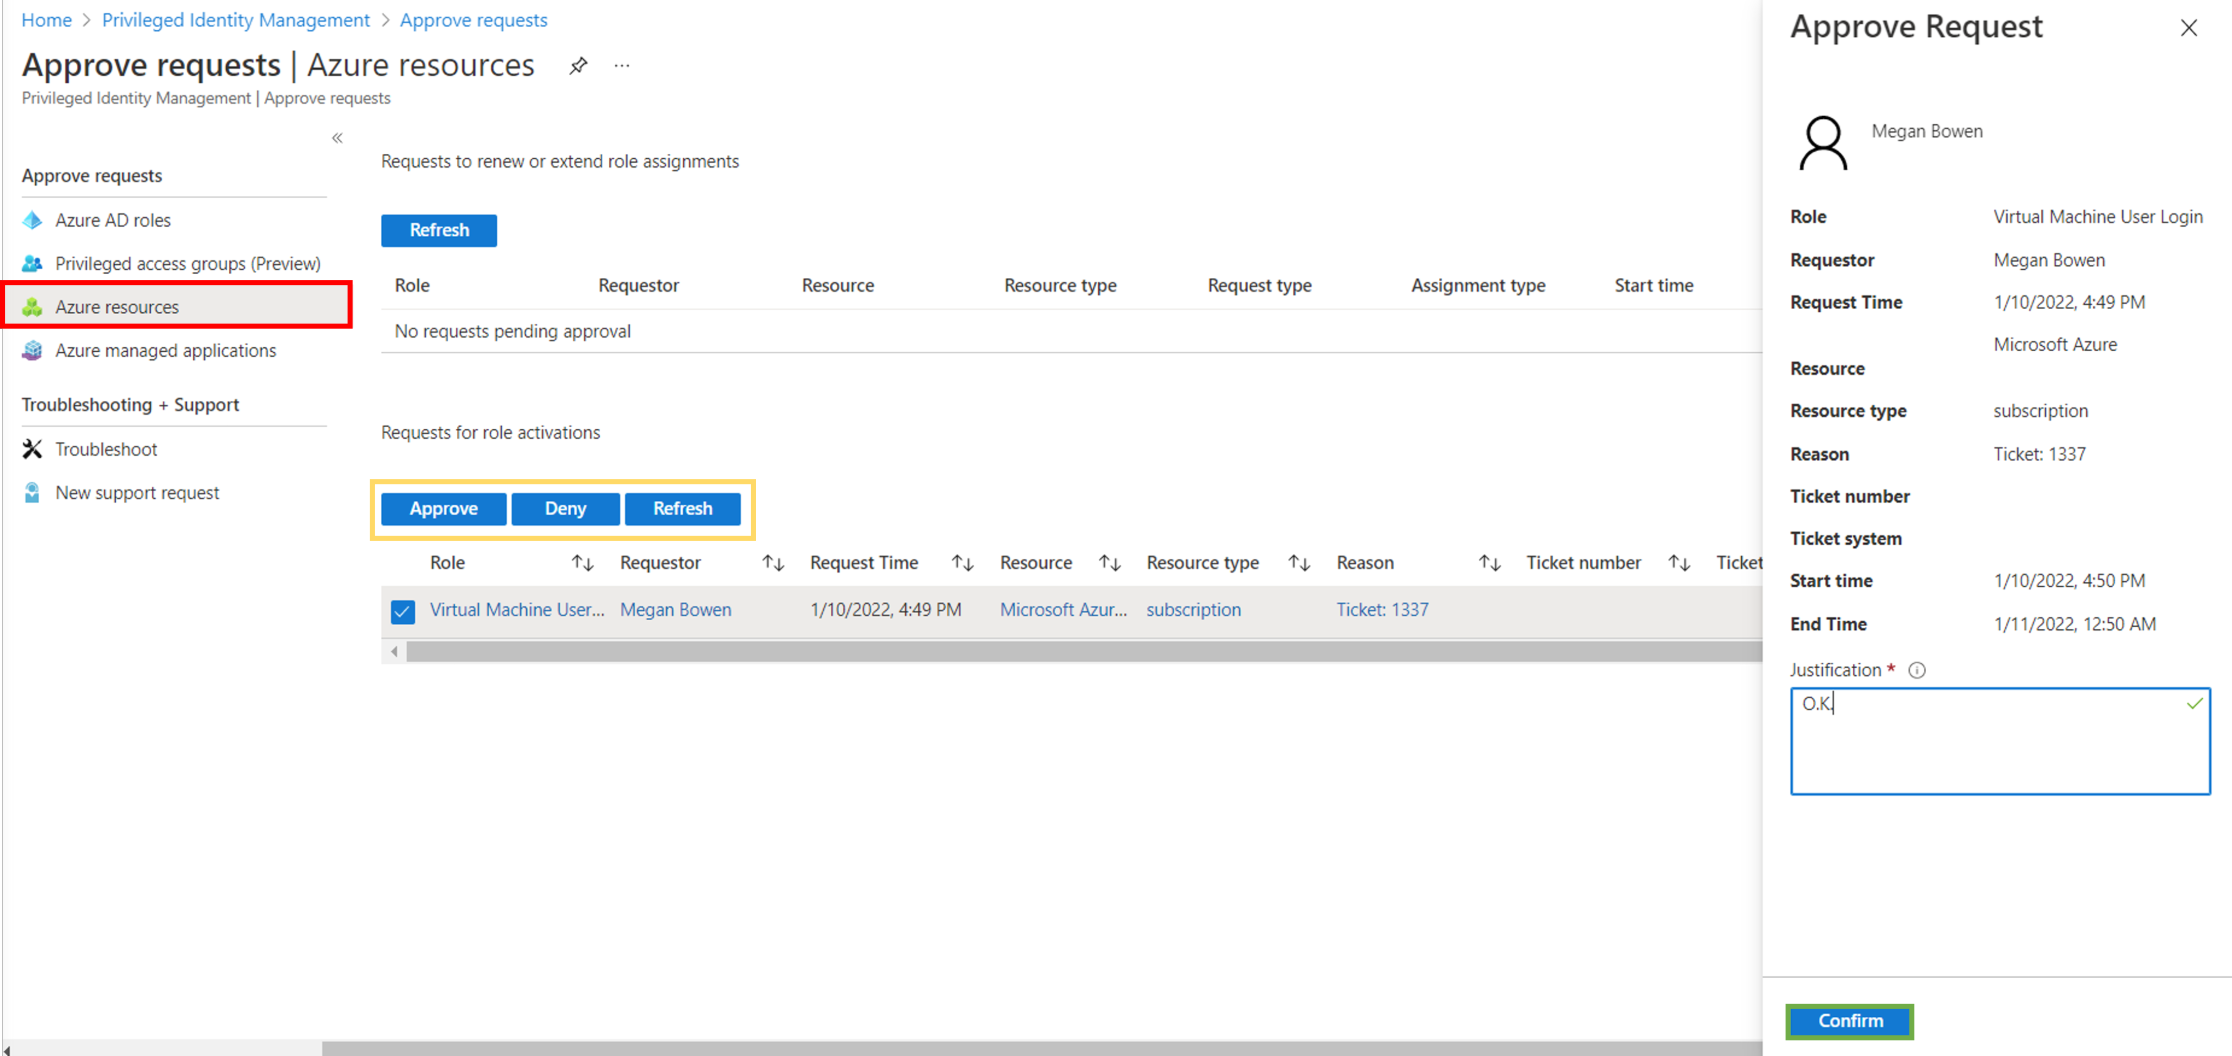 Home > Privileged Identity Management > Approve requests
Approve requests | Azure resources
Privileged Identity Management | Approve requests
Approve requests
Azure AD roles
Privileged access groups (Preview)
Azure resources
Azure managed applications
Troubleshooting + Support
Troubleshoot
New support request
Requests to renew or extend role assignments
Refresh
Role Requestor Resource Resource type Request type Assignment type Start time
No requests pending approval
Requests for role activations
Approve Deny Refresh
Role Requestor Request Time Resource Resource type Reason Ticket number Ticket
Virtual Machine User... Megan Bowen 1/10/2022, 4:49 PM Microsoft Azur... subscription Ticket: 1337
Approve Request
Megan Bowen
Role Virtual Machine User Login
Requestor Megan Bowen
Request Time 1/10/2022, 4:49 PM
Microsoft Azure
Resource
Resource type subscription
Reason Ticket: 1337
Ticket number
Ticket system
Start time 1/10/2022, 4:50 PM
End Time 1/11/2022, 12:50 AM
Justification *
O.K.
Confirm